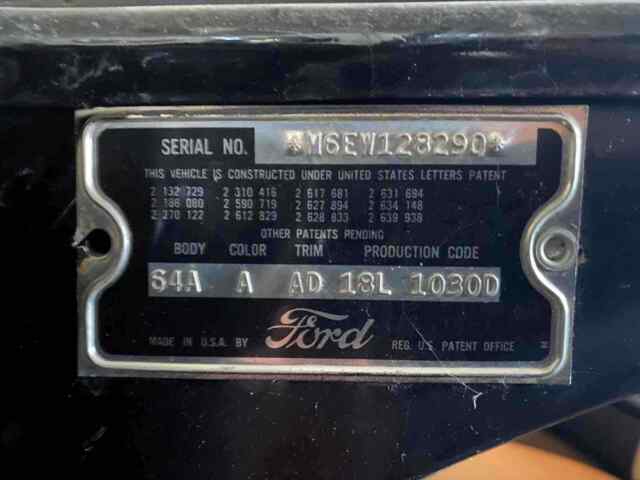 SERIAL NO. *M6EW128290*
THIS VEHICLE IS CONSTRUCTED UNDER UNITED STATES LETTERS PATENT
2 132 729 2 310 416 2 617 681 2 631 694
2 186 080 2 590 719 2 627 894 2 634 148
2 270 122 2 612 829 2 628 833 2 639 938
OTHER PATENTS PENDING
BODY COLOR TRIM PRODUCTION CODE
64A A AD 18L 1030D
MADE IN U.S.A. BY Ford REG. U.S. PATENT OFFICE